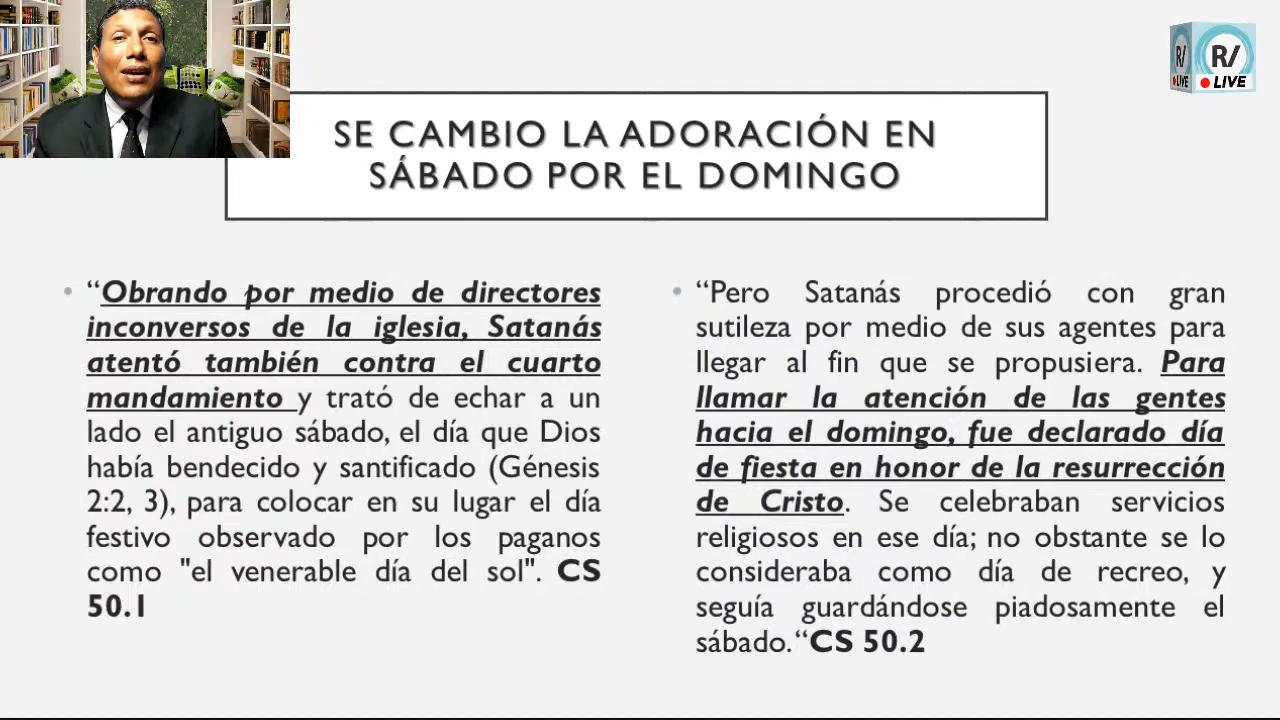 R/
LIVE
R/
LIVE
SE CAMBIO LA ADORACIÓN EN
SÁBADO POR EL DOMINGO
• “Obrando por medio de directores
inconversos de la iglesia, Satanás
atentó también contra el cuarto
mandamiento y trató de echar a un
lado el antiguo sábado, el día que Dios
había bendecido y santificado (Génesis
2:2, 3), para colocar en su lugar el día
festivo observado por los paganos
como "el venerable día del sol". CS
50.1
• “Pero Satanás procedió con gran
sutileza por medio de sus agentes para
llegar al fin que se propusiera. Para
llamar la atención de las gentes
hacia el domingo, fue declarado día
de fiesta en honor de la resurrección
de Cristo. Se celebraban servicios
religiosos en ese día; no obstante se lo
consideraba como día de recreo, y
seguía guardándose piadosamente el
sábado.“CS 50.2